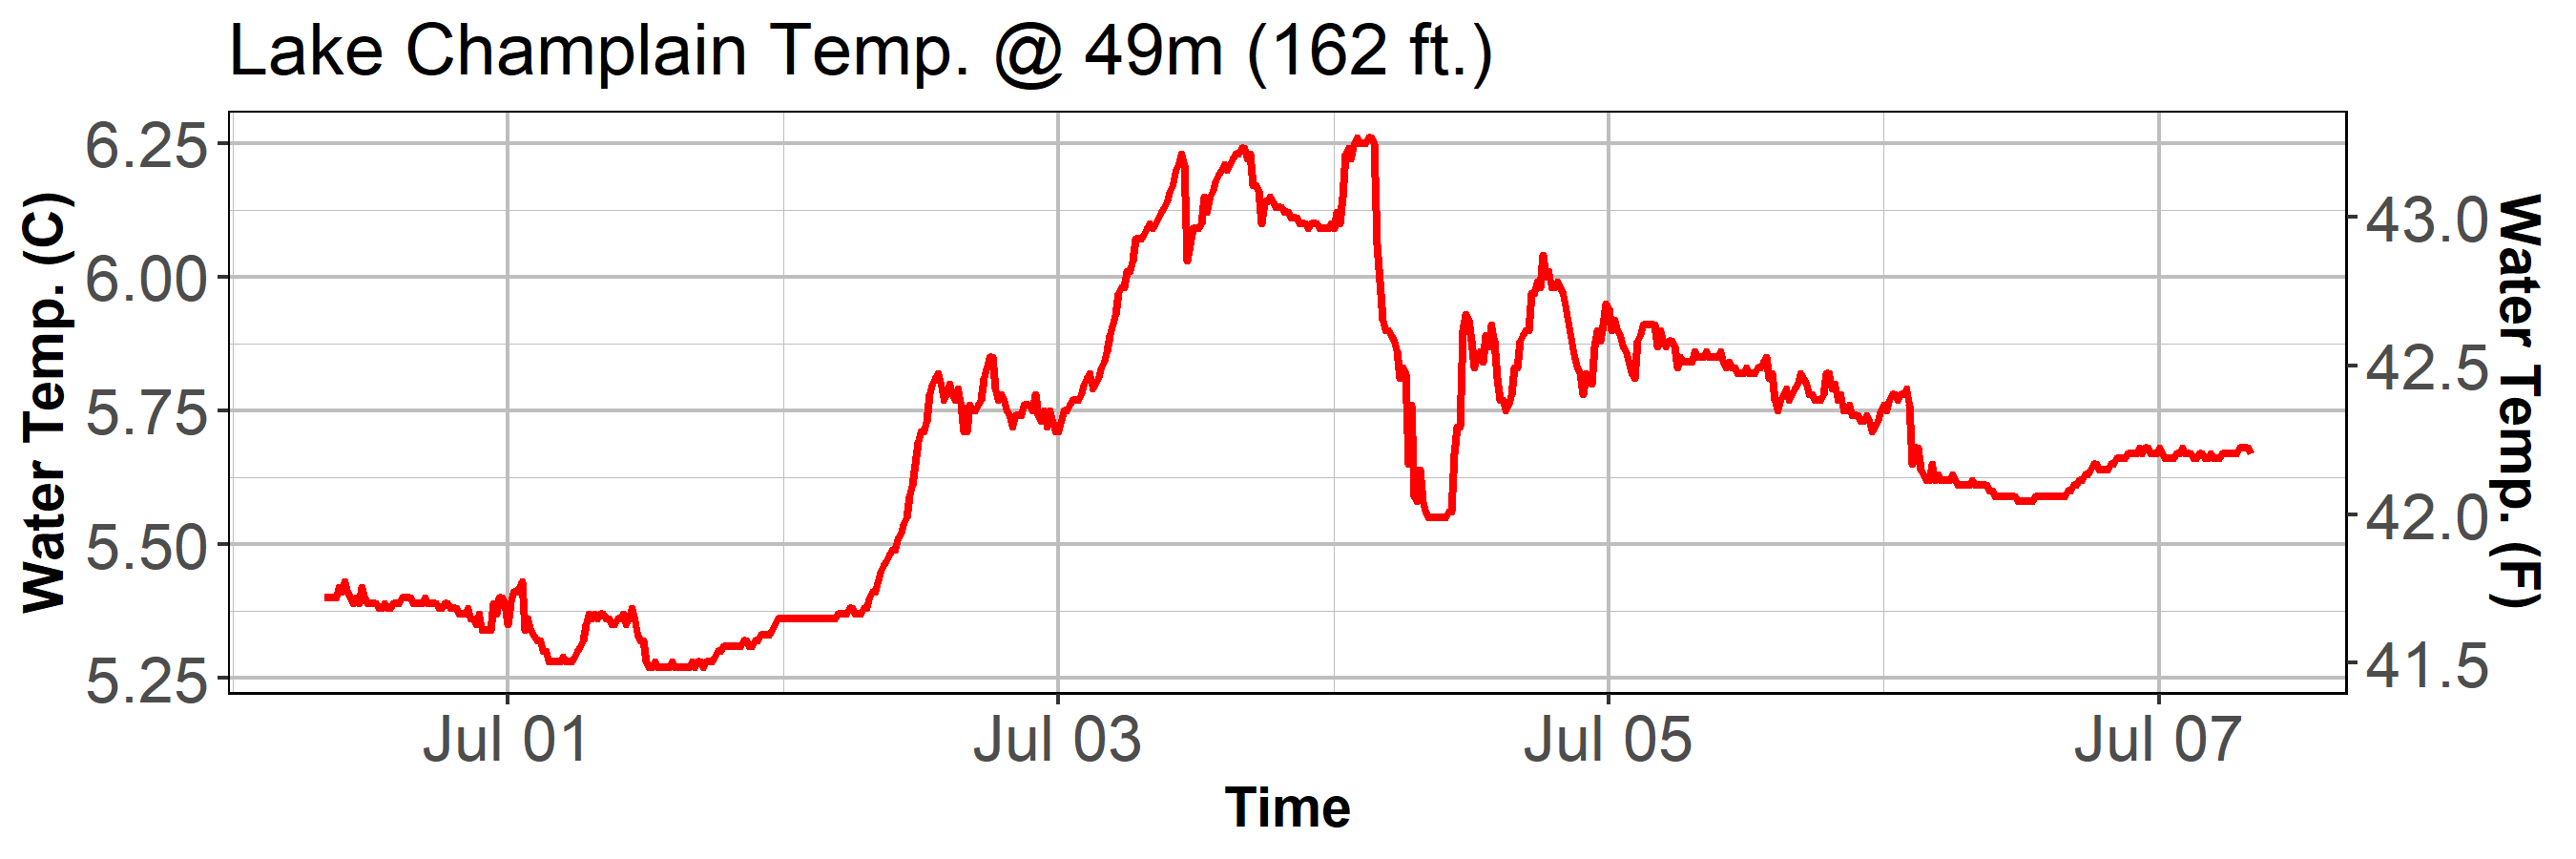 Lake Champlain Temp. @ 49m (162 ft.)
Water Temp. (C)
6.25
6.00
5.75
5.50
5.25
43.0
42.5
42.0
41.5
Water Temp. (F)
Jul 01 Jul 03 Jul 05 Jul 07
Time